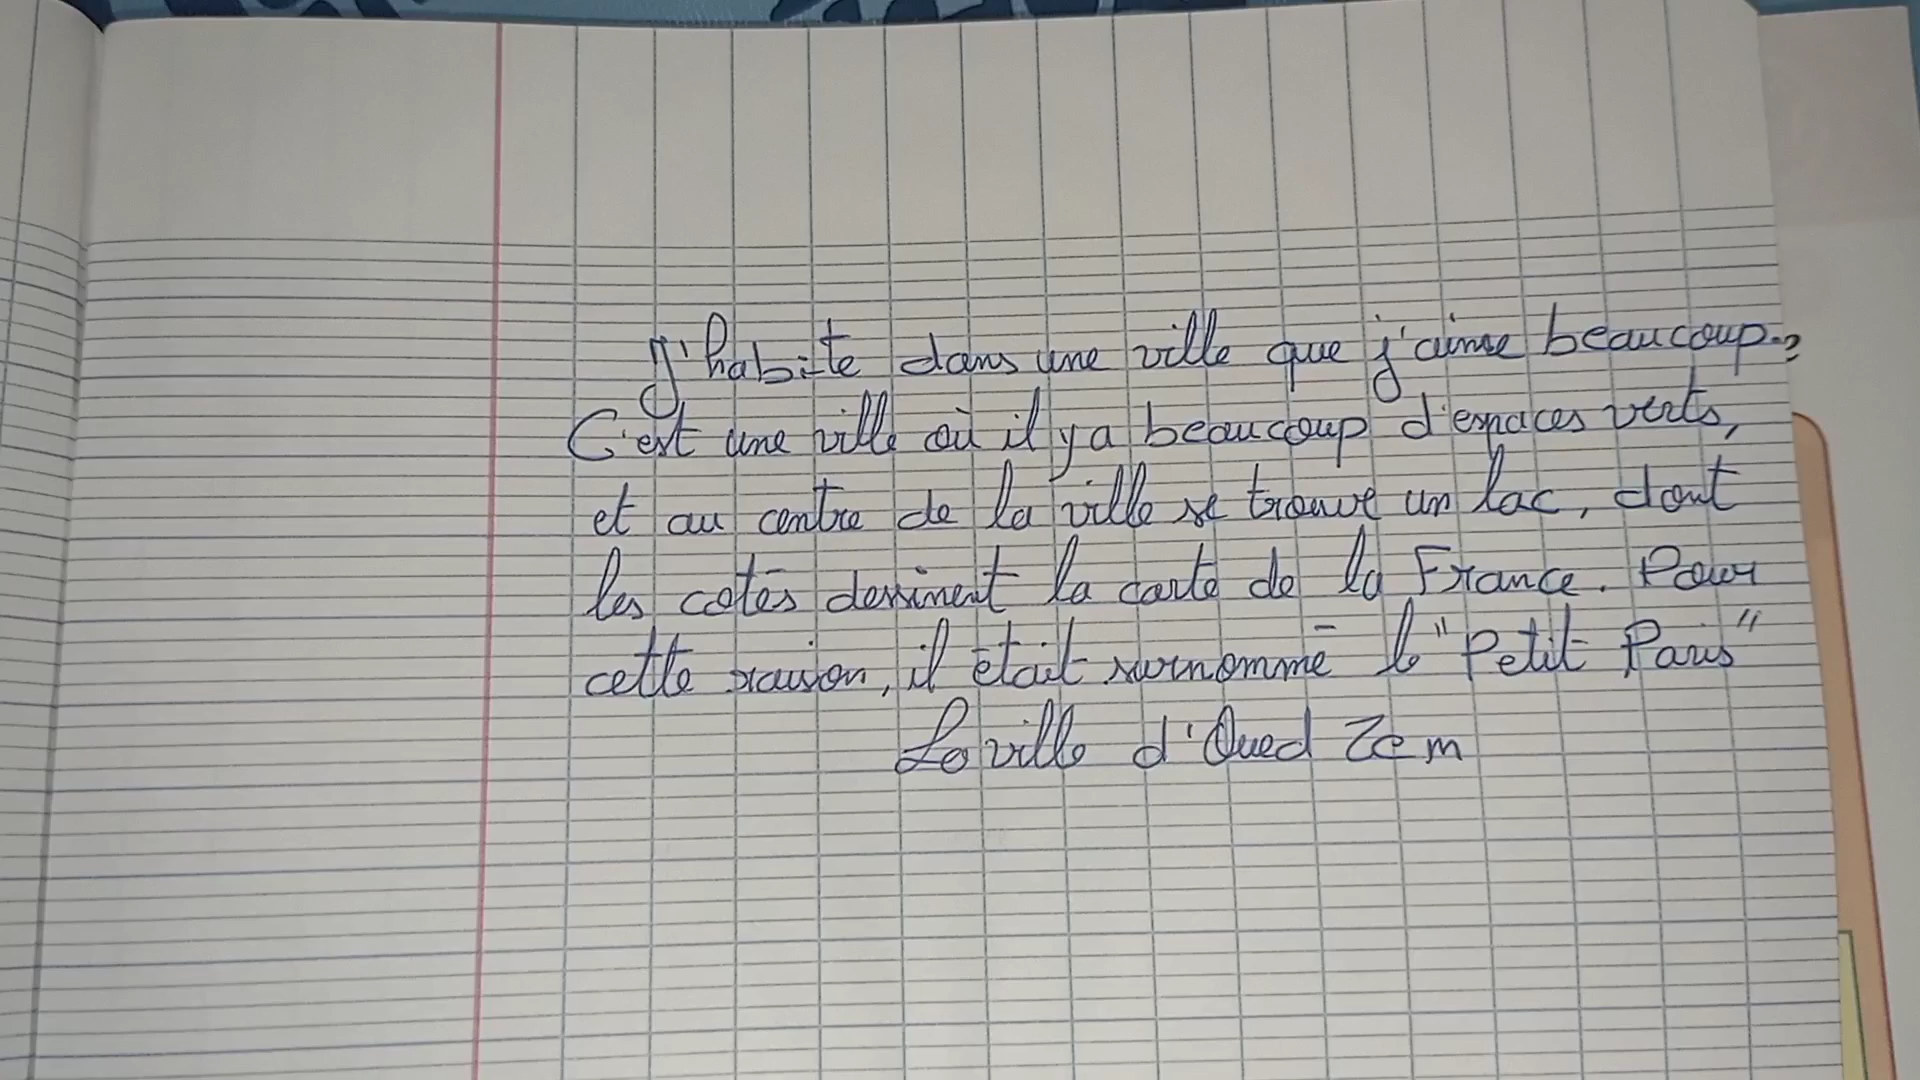 J'habite dans une ville que j'aime beaucoup.
C'est une ville où il y a beaucoup d'espaces verts,
et au centre de la ville se trouve un lac, dont
les cotés dessinent la carte de la France. Pour
cette raison, il était surnommé le "Petit Paris"
La ville d'Oued Zem